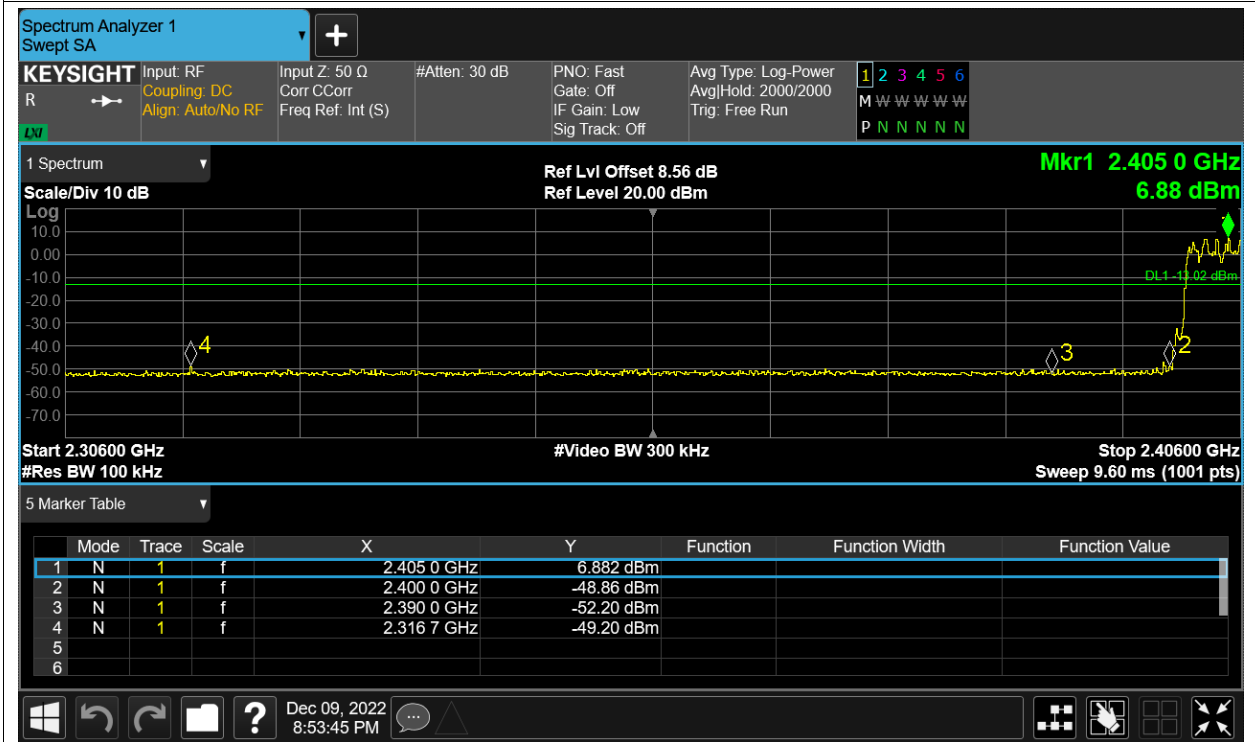 Spectrum Analyzer 1
Swept SA
+
KEYSIGHT Input: RF Input Z: 50 Ω #Atten: 30 dB PNO: Fast Avg Type: Log-Power 1 2 3 4 5 6
R Coupling: DC Corr CCorr Gate: Off Avg|Hold: 2000/2000 M W W W W W W
Align: Auto/No RF Freq Ref: Int (S) IF Gain: Low Trig: Free Run
LXI Sig Track: Off P N N N N N N
1 Spectrum Ref Lvl Offset 8.56 dB Mkr1 2.405 0 GHz
Scale/Div 10 dB Ref Level 20.00 dBm 6.88 dBm
Log
10.0
0.00
-10.0 DL1 -13.02 dBm
-20.0
-30.0
-40.0 4 3 2
-50.0
-60.0
-70.0
Start 2.30600 GHz #Video BW 300 kHz Stop 2.40600 GHz
#Res BW 100 kHz Sweep 9.60 ms (1001 pts)
5 Marker Table
Mode Trace Scale X Y Function Function Width Function Value
1 N 1 f 2.405 0 GHz 6.882 dBm
2 N 1 f 2.400 0 GHz -48.86 dBm
3 N 1 f 2.390 0 GHz -52.20 dBm
4 N 1 f 2.316 7 GHz -49.20 dBm
5
6
? Dec 09, 2022
8:53:45 PM